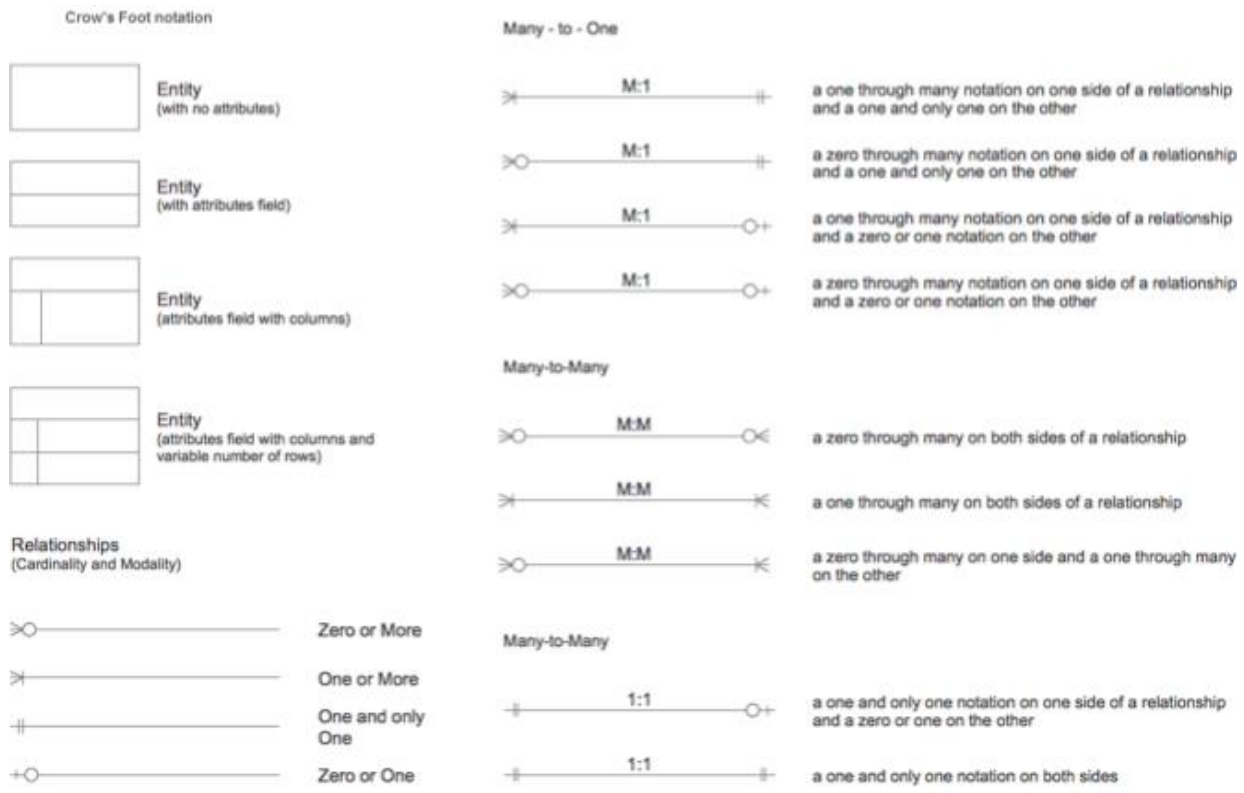 Crow's Foot notation
Entity
(with no attributes)
Entity
(with attributes field)
Entity
(attributes field with columns)
Entity
(attributes field with columns and
variable number of rows)
Relationships
(Cardinality and Modality)
Zero or More
One or More
One and only
One
Zero or One
Many - to - One
M:1
a one through many notation on one side of a relationship
and a one and only one on the other
M:1
a zero through many notation on one side of a relationship
and a one and only one on the other
M:1
a one through many notation on one side of a relationship
and a zero or one notation on the other
M:1
a zero through many notation on one side of a relationship
and a zero or one notation on the other
Many-to-Many
M:M
a zero through many on both sides of a relationship
M:M
a one through many on both sides of a relationship
M:M
a zero through many on one side and a one through many
on the other
Many-to-Many
1:1
a one and only one notation on one side of a relationship
and a zero or one on the other
1:1
a one and only one notation on both sides